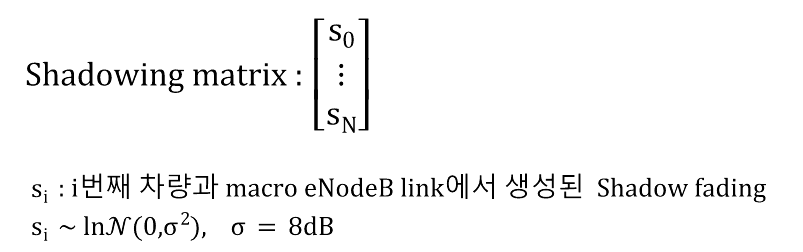 Shadowing matrix : [s₀ ⋮ s_N]
sᵢ : i번째 차량과 macro eNodeB link에서 생성된 Shadow fading
sᵢ ~ ln𝒩(0,σ²), σ = 8dB